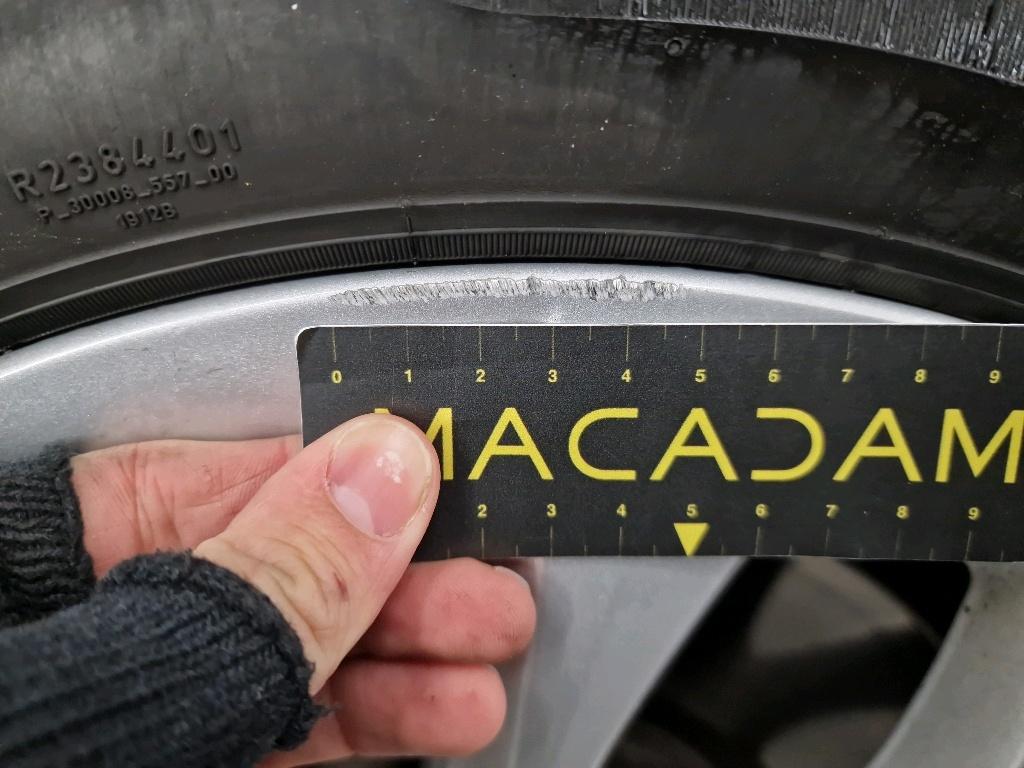 R2384401
P_30008_557_00
1912B
0 1 2 3 4 5 6 7 8 9
MACADAM
2 3 4 5 6 7 8 9